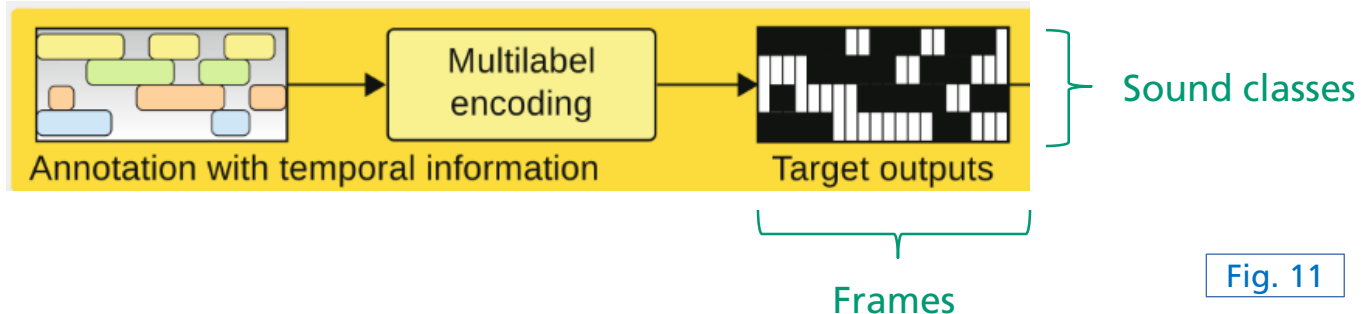 Multilabel
encoding
Sound classes
Annotation with temporal information
Target outputs
Frames
Fig. 11